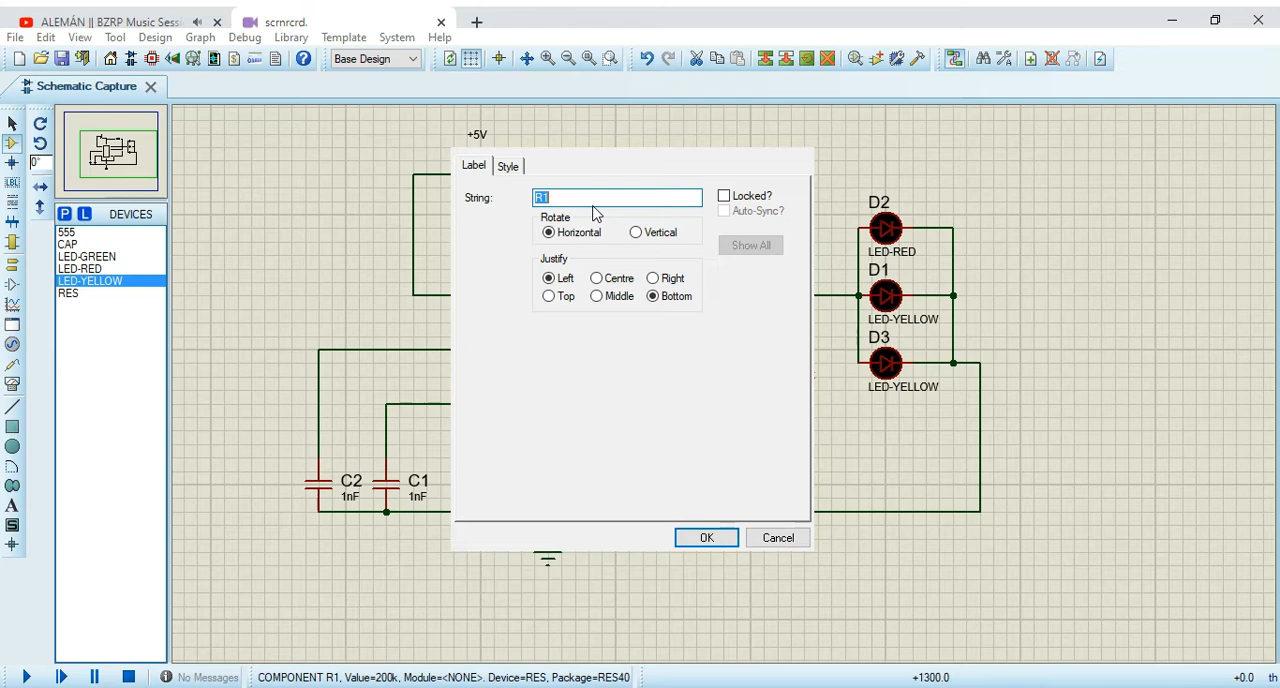 ALEMÁN || BZRP Music Sessi
scrnrcrd.
File Edit View Tool Design Graph Debug Library Template System Help
Base Design
Schematic Capture
0°
LBL
P L DEVICES
555
CAP
LED-GREEN
LED-RED
LED-YELLOW
RES
A
S
+5V
Label Style
String: R1
Locked?
Auto-Sync?
Rotate
Horizontal Vertical
Show All
Justify
Left Centre Right
Top Middle Bottom
OK Cancel
D2
LED-RED
D1
LED-YELLOW
D3
LED-YELLOW
C2
1nF
C1
1nF
No Messages
COMPONENT R1, Value=200k, Module=<NONE>. Device=RES, Package=RES40
+1300.0 +0.0 th